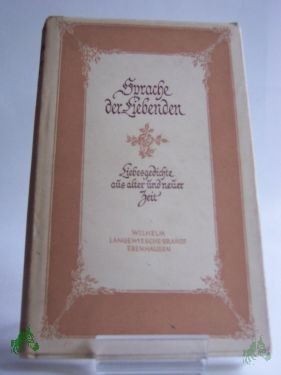 Sprache
der Liebenden
Liebesgedichte
aus alter und neuer
Zeit
WILHELM
LANGEWIESCHE-BRANDT
EBENHAUSEN